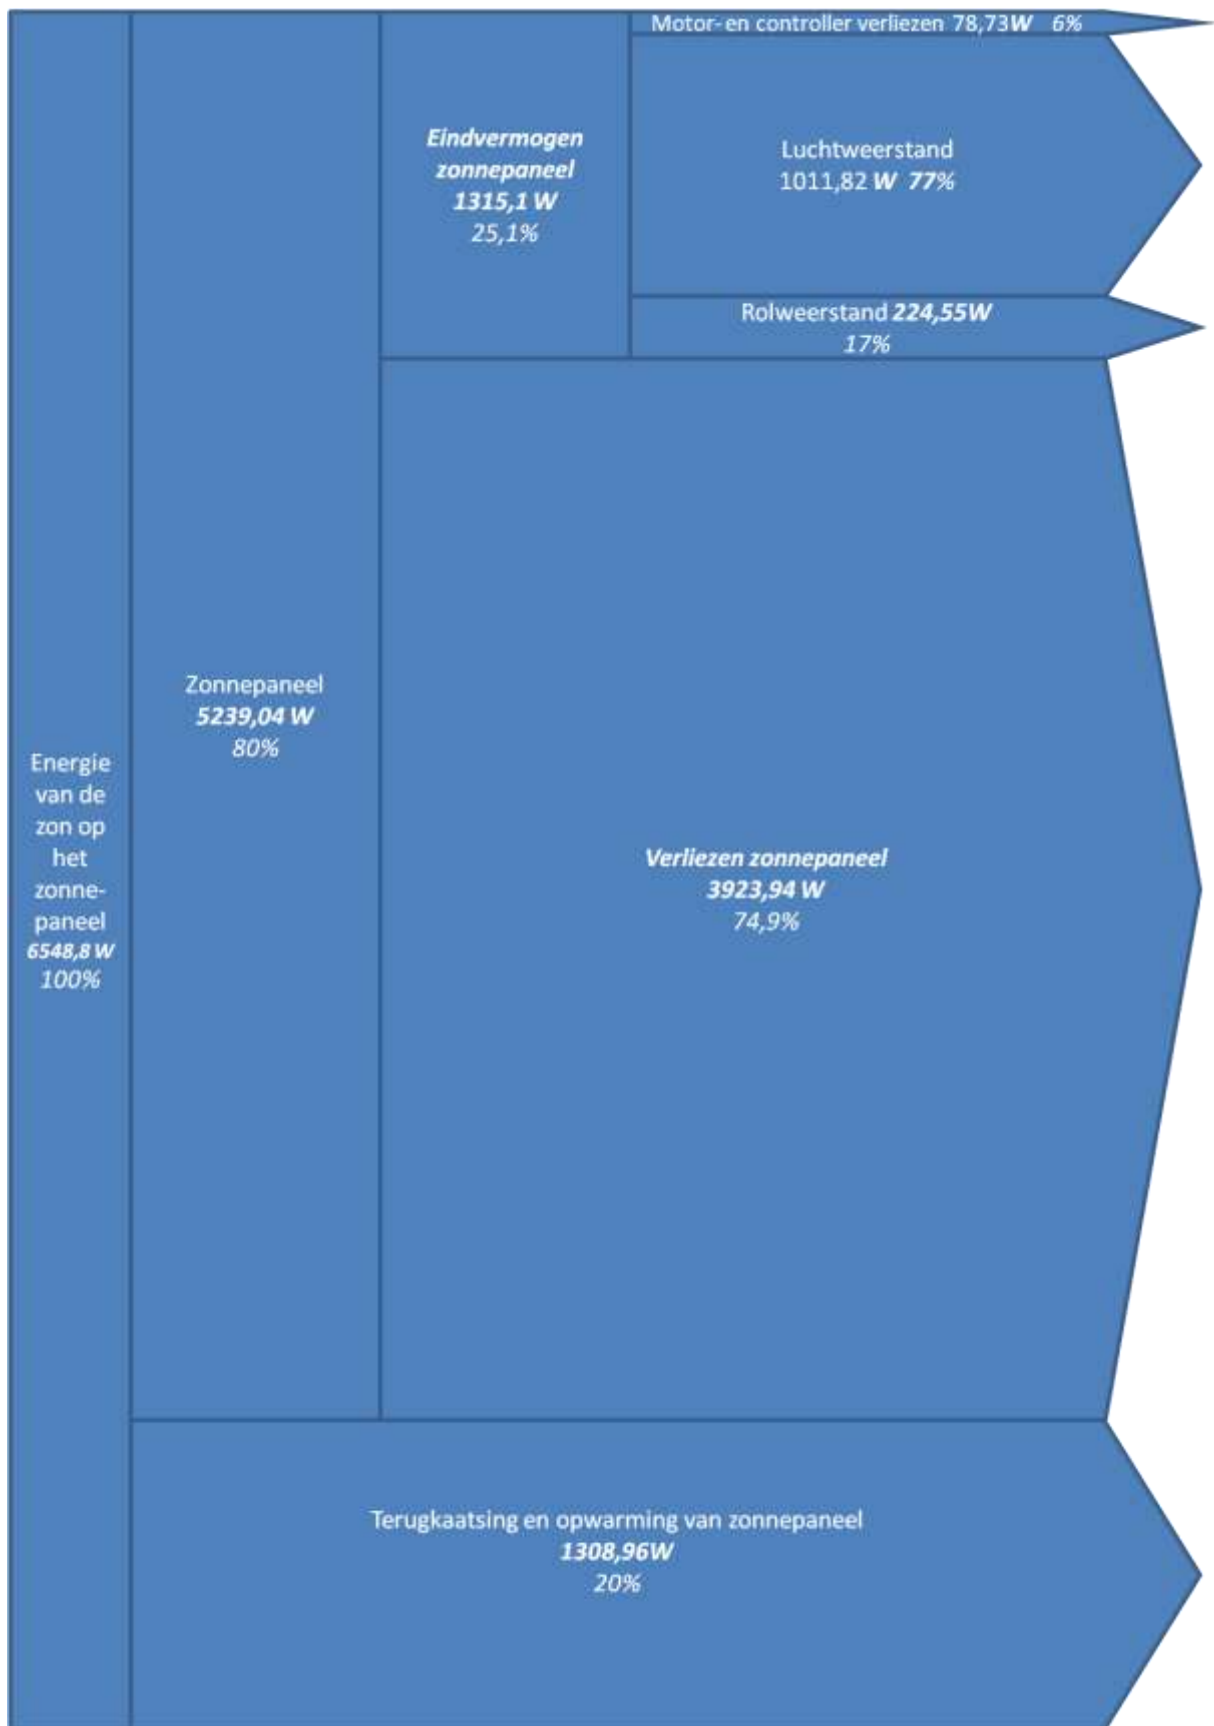 Motor- en controller verliezen 78,73W 6%
Eindvermogen
zonnepaneel
1315,1 W
25,1%
Luchtweerstand
1011,82 W 77%
Rolweerstand 224,55W
17%
Zonnepaneel
5239,04 W
80%
Energie
van de
zon op
het
zonne-
paneel
6548,8 W
100%
Verliezen zonnepaneel
3923,94 W
74,9%
Terugkaatsing en opwarming van zonnepaneel
1308,96W
20%